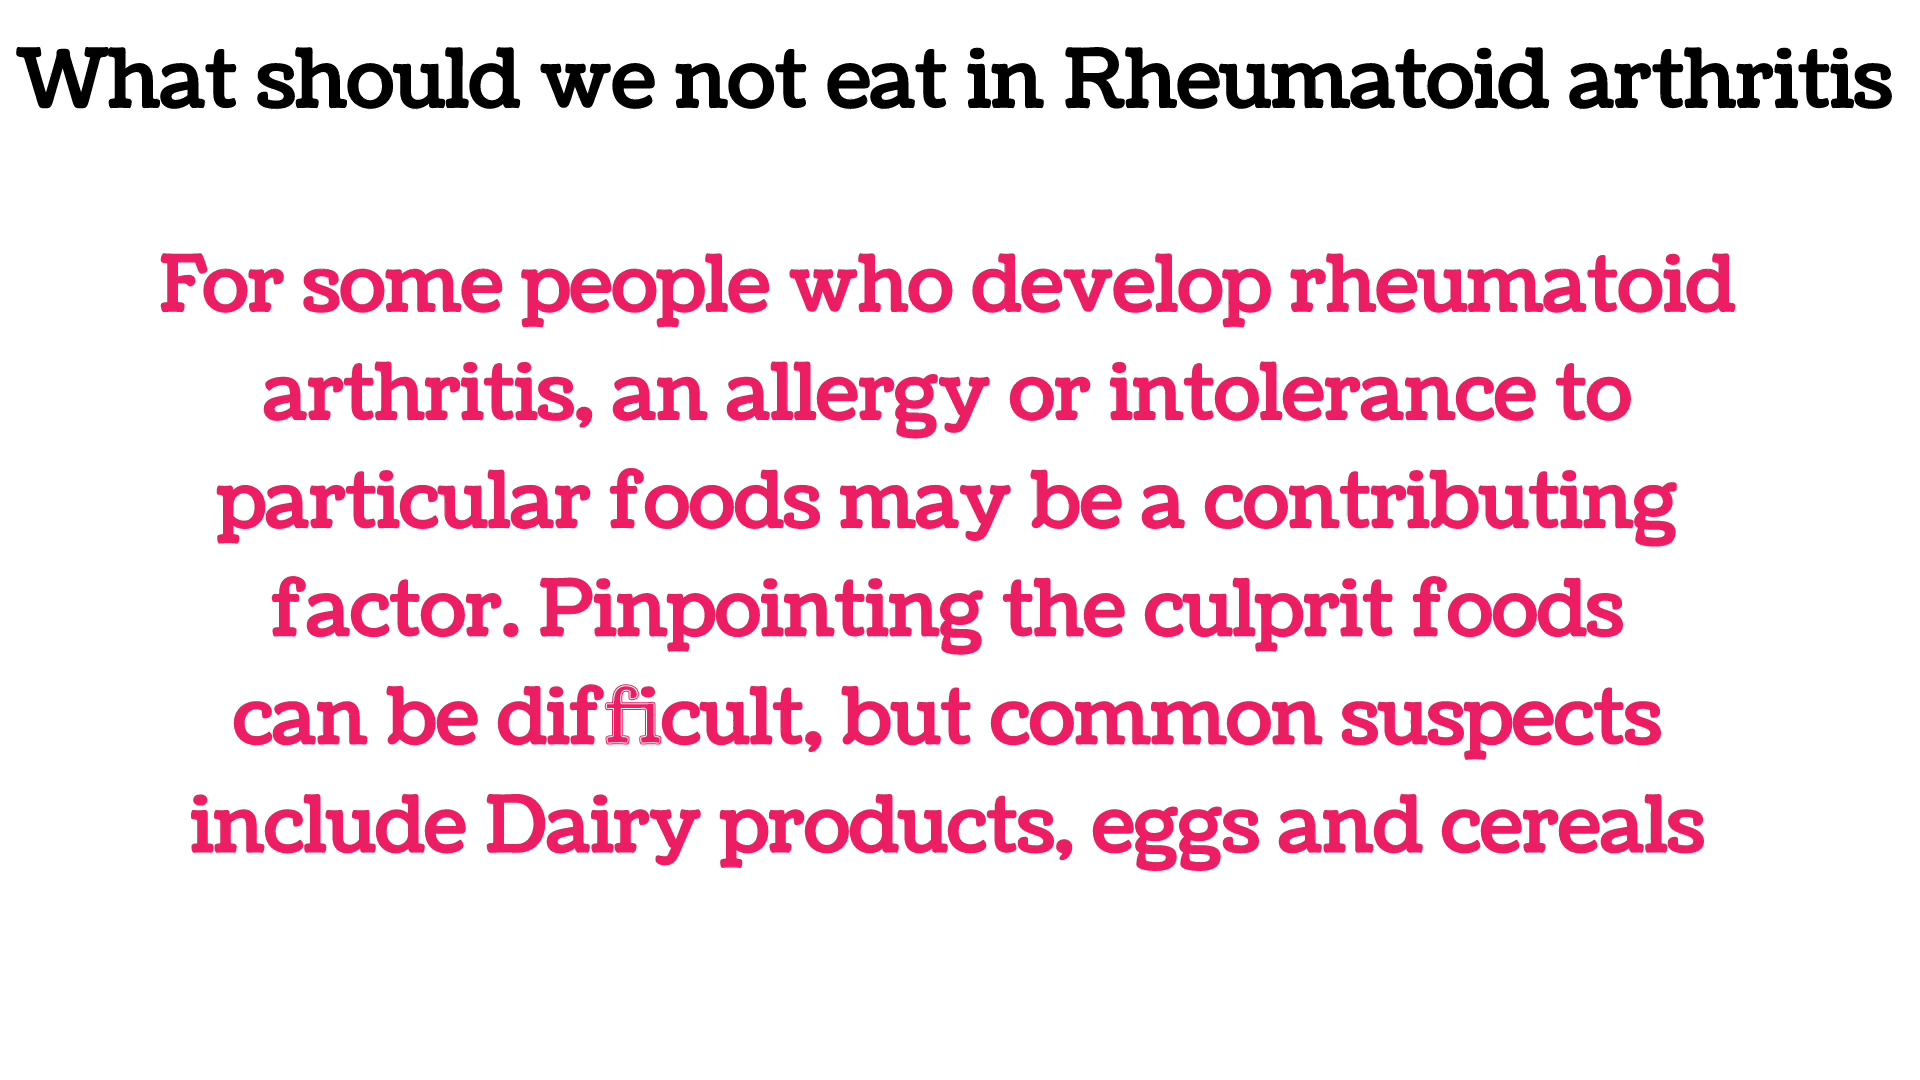 What should we not eat in Rheumatoid arthritis
For some people who develop rheumatoid
arthritis, an allergy or intolerance to
particular foods may be a contributing
factor. Pinpointing the culprit foods
can be difficult, but common suspects
include Dairy products, eggs and cereals